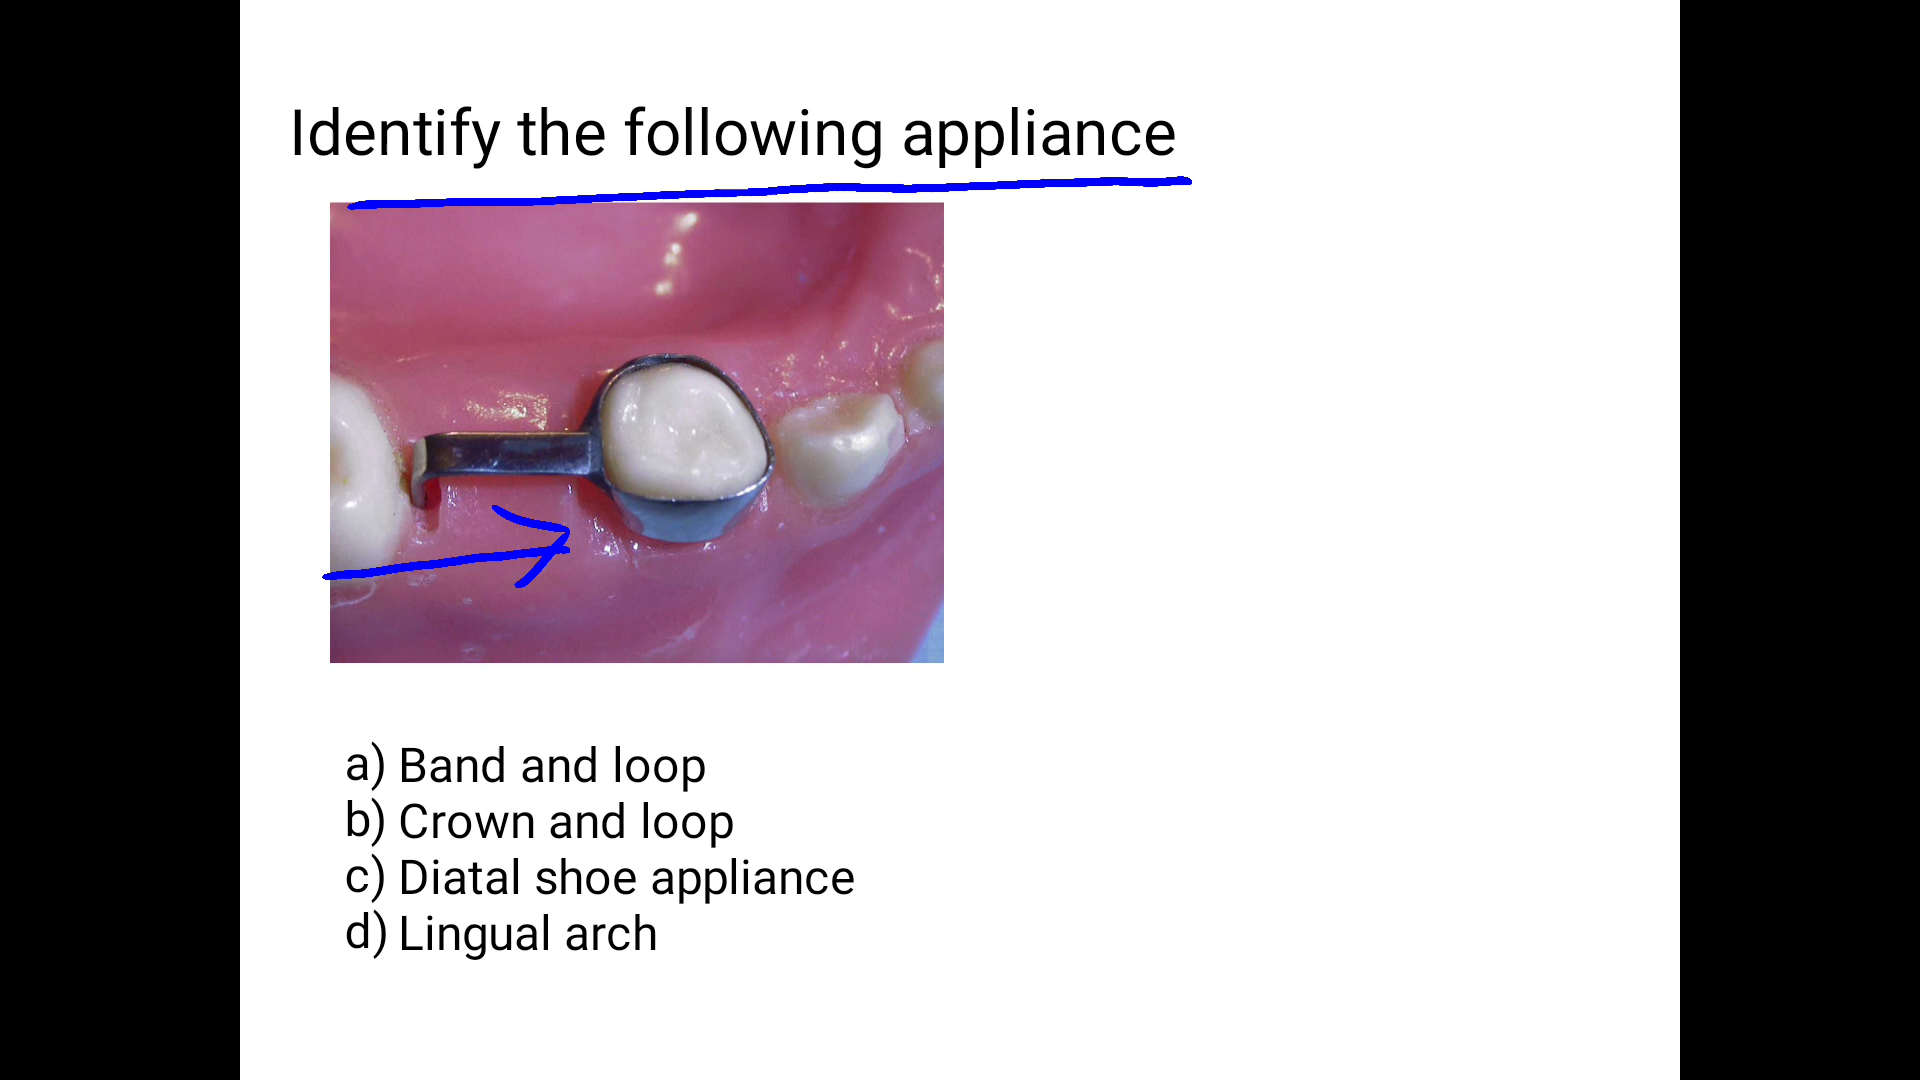 Identify the following appliance
a) Band and loop
b) Crown and loop
c) Diatal shoe appliance
d) Lingual arch